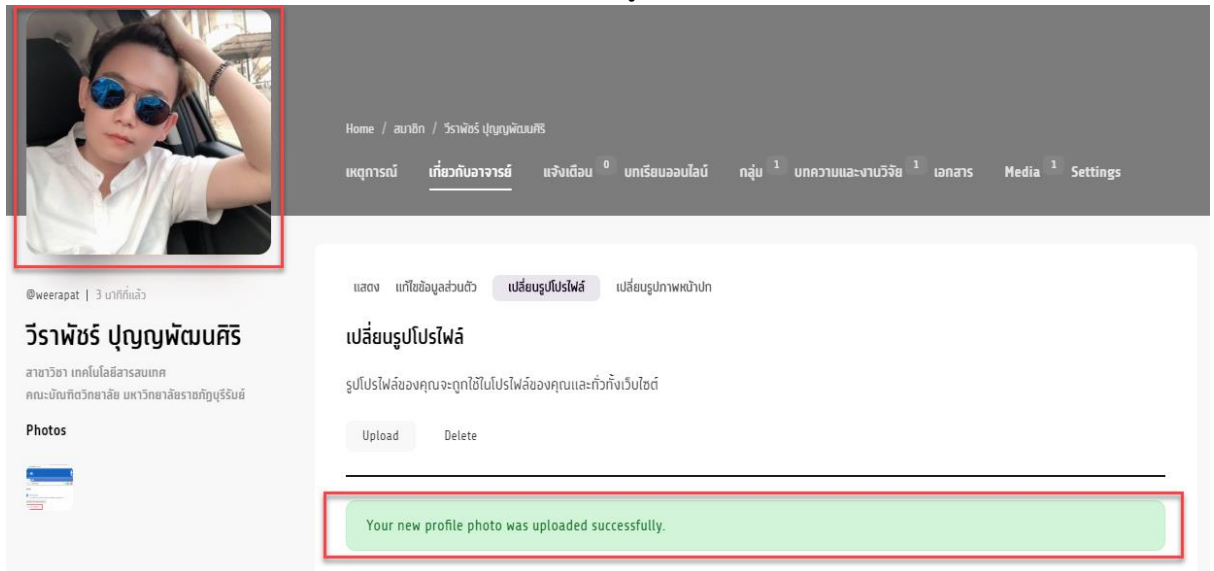 Home / สมาชิก / วีราพัชร์ ปุญญพัฒนศิริ
เหตุการณ์ เกี่ยวกับอาจารย์ แจ้งเตือน 0 บทเรียนออนไลน์ กลุ่ม 1 บทความและงานวิจัย 1 เอกสาร Media 1 Settings
@weerapat | 3 นาทีที่แล้ว
วีราพัชร์ ปุญญพัฒนศิริ
สาขาวิชา เทคโนโลยีสารสนเทศ
คณะบัณฑิตวิทยาลัย มหาวิทยาลัยราชภัฏบุรีรัมย์
Photos
แสดง แก้ไขข้อมูลส่วนตัว เปลี่ยนรูปโปรไฟล์ เปลี่ยนรูปภาพหน้าปก
เปลี่ยนรูปโปรไฟล์
รูปโปรไฟล์ของคุณจะถูกใช้ในโปรไฟล์ของคุณและทั่วทั้งเว็บไซต์
Upload Delete
Your new profile photo was uploaded successfully.